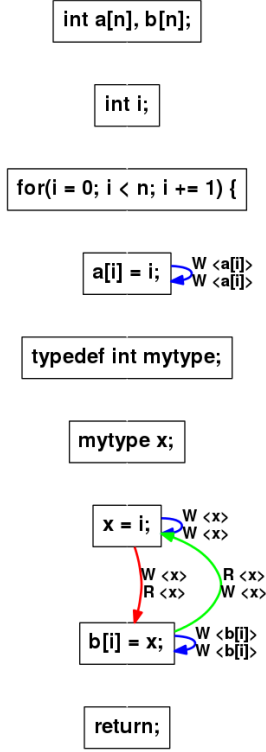 int a[n], b[n];
int i;
for(i = 0; i < n; i += 1) {
a[i] = i;
W <a[i]>
W <a[i]>
typedef int mytype;
mytype x;
x = i;
W <x>
W <x>
W <x>
R <x>
R <x>
W <x>
b[i] = x;
W <b[i]>
W <b[i]>
return;